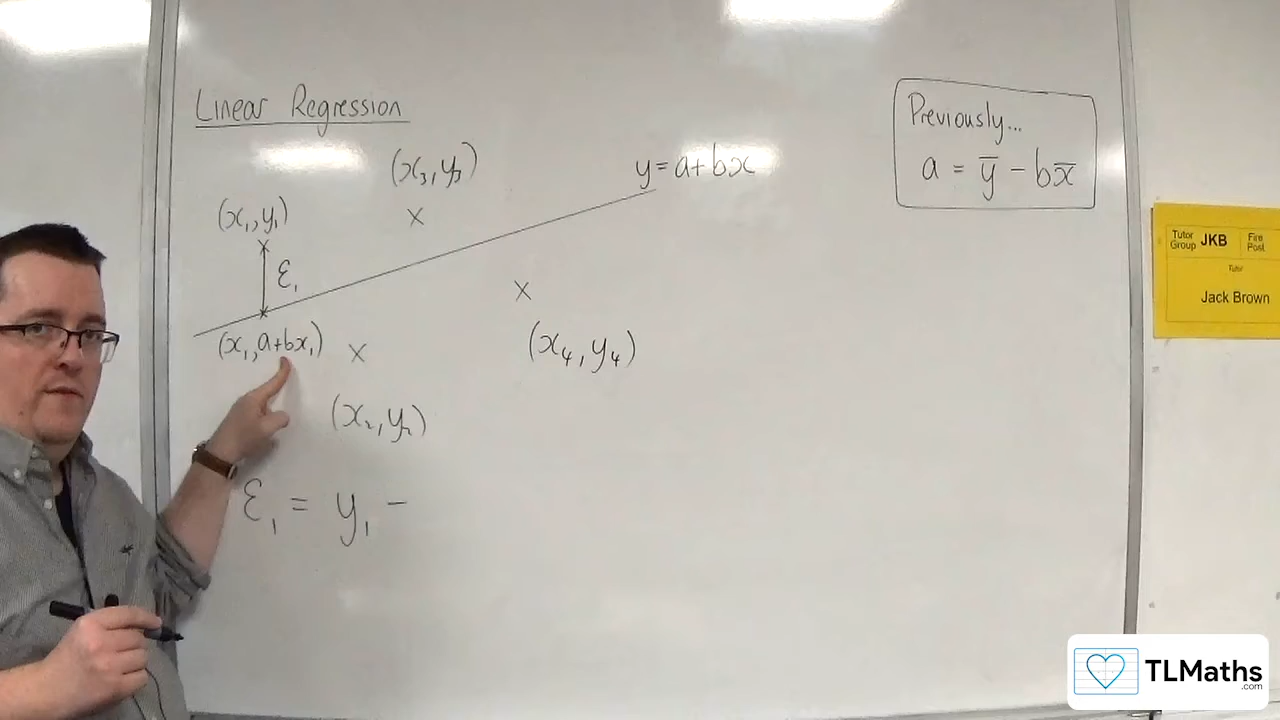 Linear Regression
Previously...
a = y̅ - bx̅
(x₃, y₃)
y = a+bx
(x₁, y₁)
ε₁
(x₁, a+bx₁)
(x₄, y₄)
(x₂, y₂)
ε₁ = y₁ -
Tutor Group JKB
Fire Post
Tutor
Jack Brown
TLMaths
.com